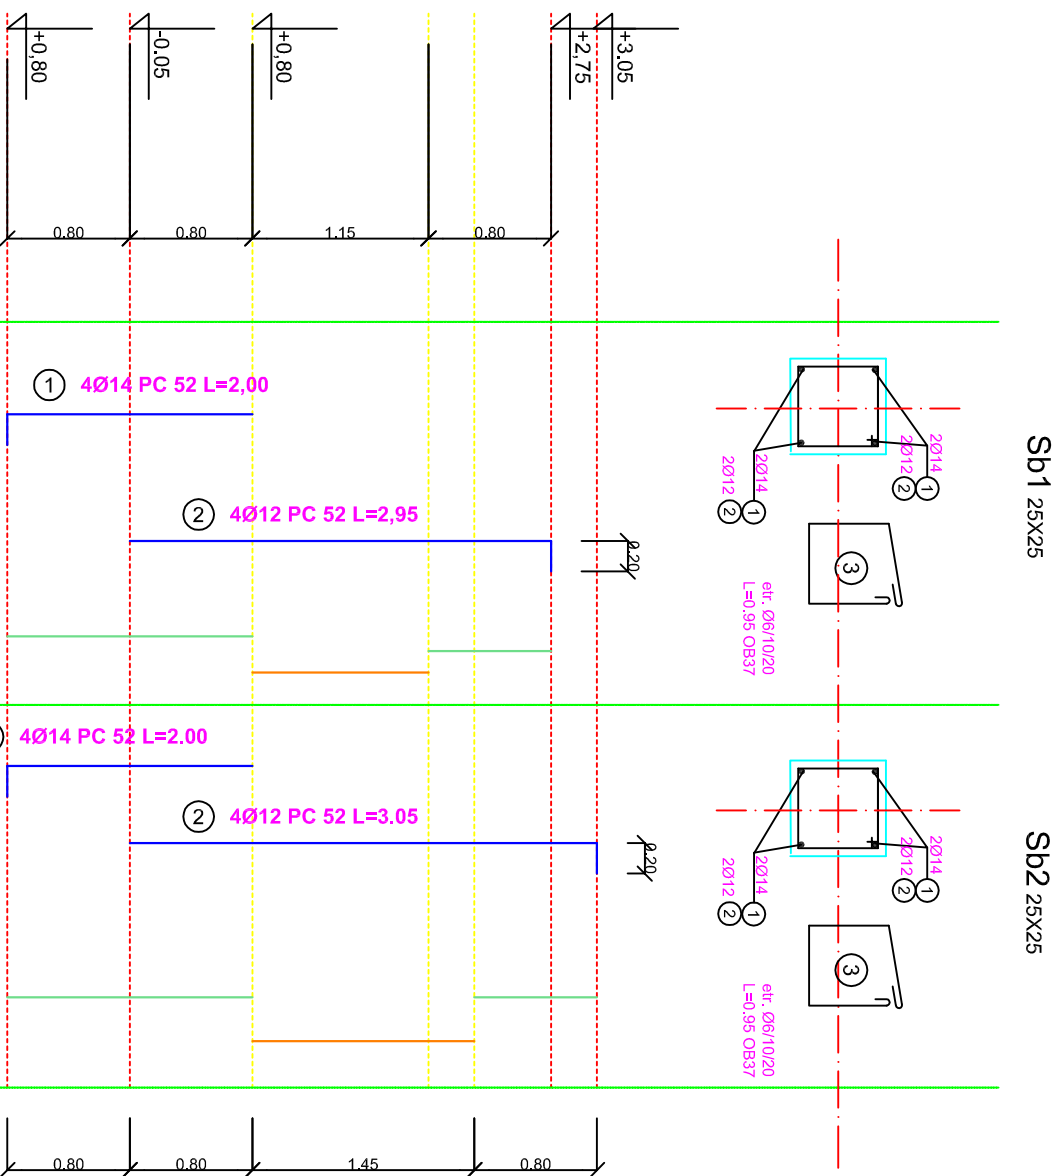 +0,80
-0.05
+0,80
+2,75
+3.05
0.80
0.80
1.15
0.80
Sb1 25X25
1 4Ø14 PC 52 L=2,00
2 4Ø12 PC 52 L=2,95
0.20
2Ø14 1
2Ø12 2
2Ø14 1
2Ø12 2
3
etr. Ø6/10/20
L=0.95 OB37
Sb2 25X25
4Ø14 PC 52 L=2.00
2 4Ø12 PC 52 L=3.05
0.20
2Ø14 1
2Ø12 2
2Ø14 1
2Ø12 2
3
etr. Ø6/10/20
L=0.95 OB37
0.80
0.80
1.45
0.80